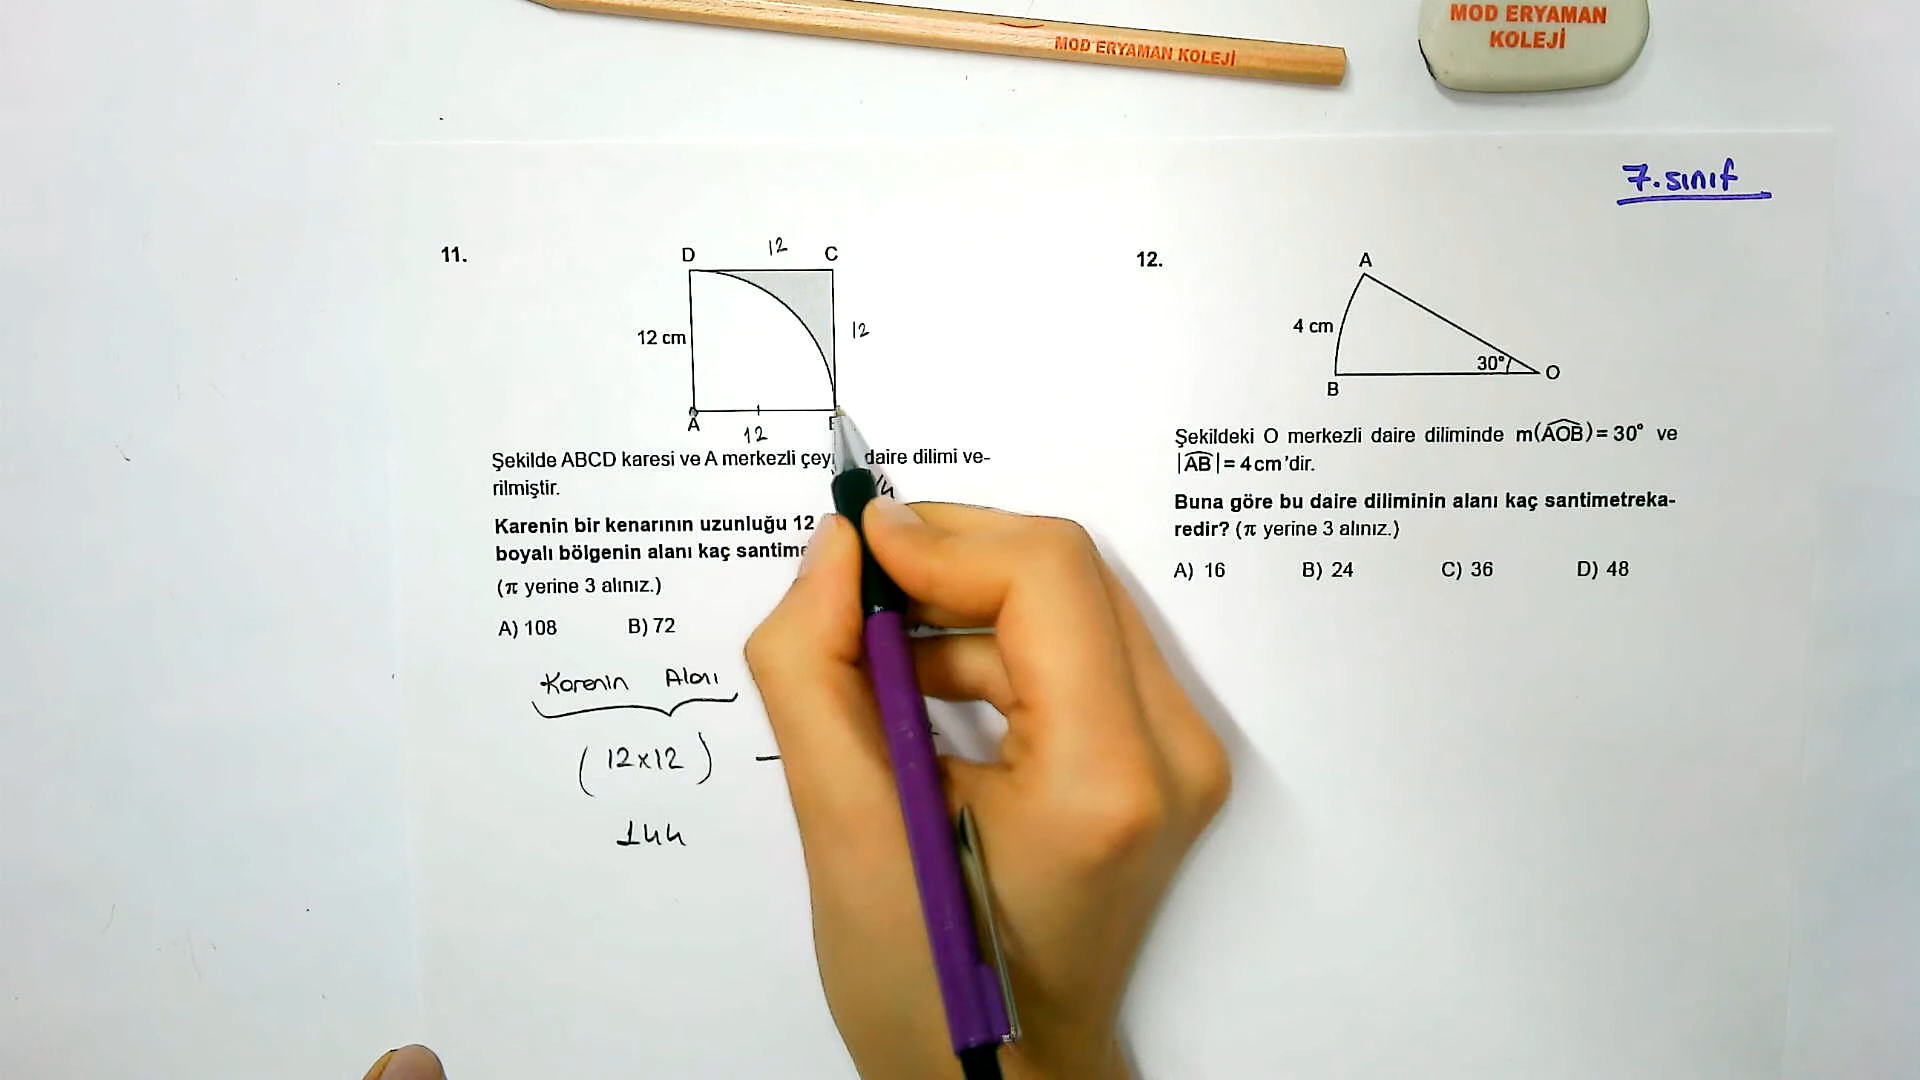 MOD ERYAMAN KOLEJİ
MOD ERYAMAN
KOLEJİ
7.sınıf
11.
D 12 C
12 cm
12
A
12
Şekilde ABCD karesi ve A merkezli daire dilimi ve-
rilmiştir.
Karenin bir kenarının uzunluğu 12
boyalı bölgenin alanı kaç
(π yerine 3 alınız.)
A) 108 B) 72
Karenin Alanı
(12x12) -
144
12.
A
4 cm
30°
O
B
Şekildeki O merkezli daire diliminde m(AOB) = 30° ve
|AB| = 4 cm'dir.
Buna göre bu daire diliminin alanı kaç santimetreka-
redir? (π yerine 3 alınız.)
A) 16 B) 24 C) 36 D) 48